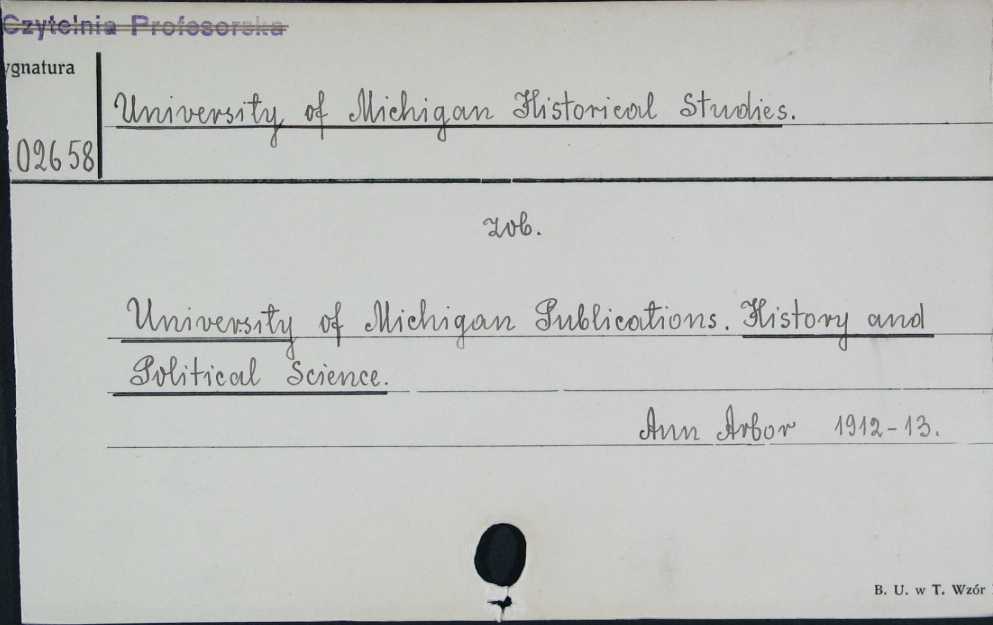 Czytelnia Profesorska
ygnatura
University of Michigan Historical Studies.
02658
zob.
University of Michigan Publications. History and
Political Science.
Ann Arbor 1912-13.
B. U. w T. Wzór